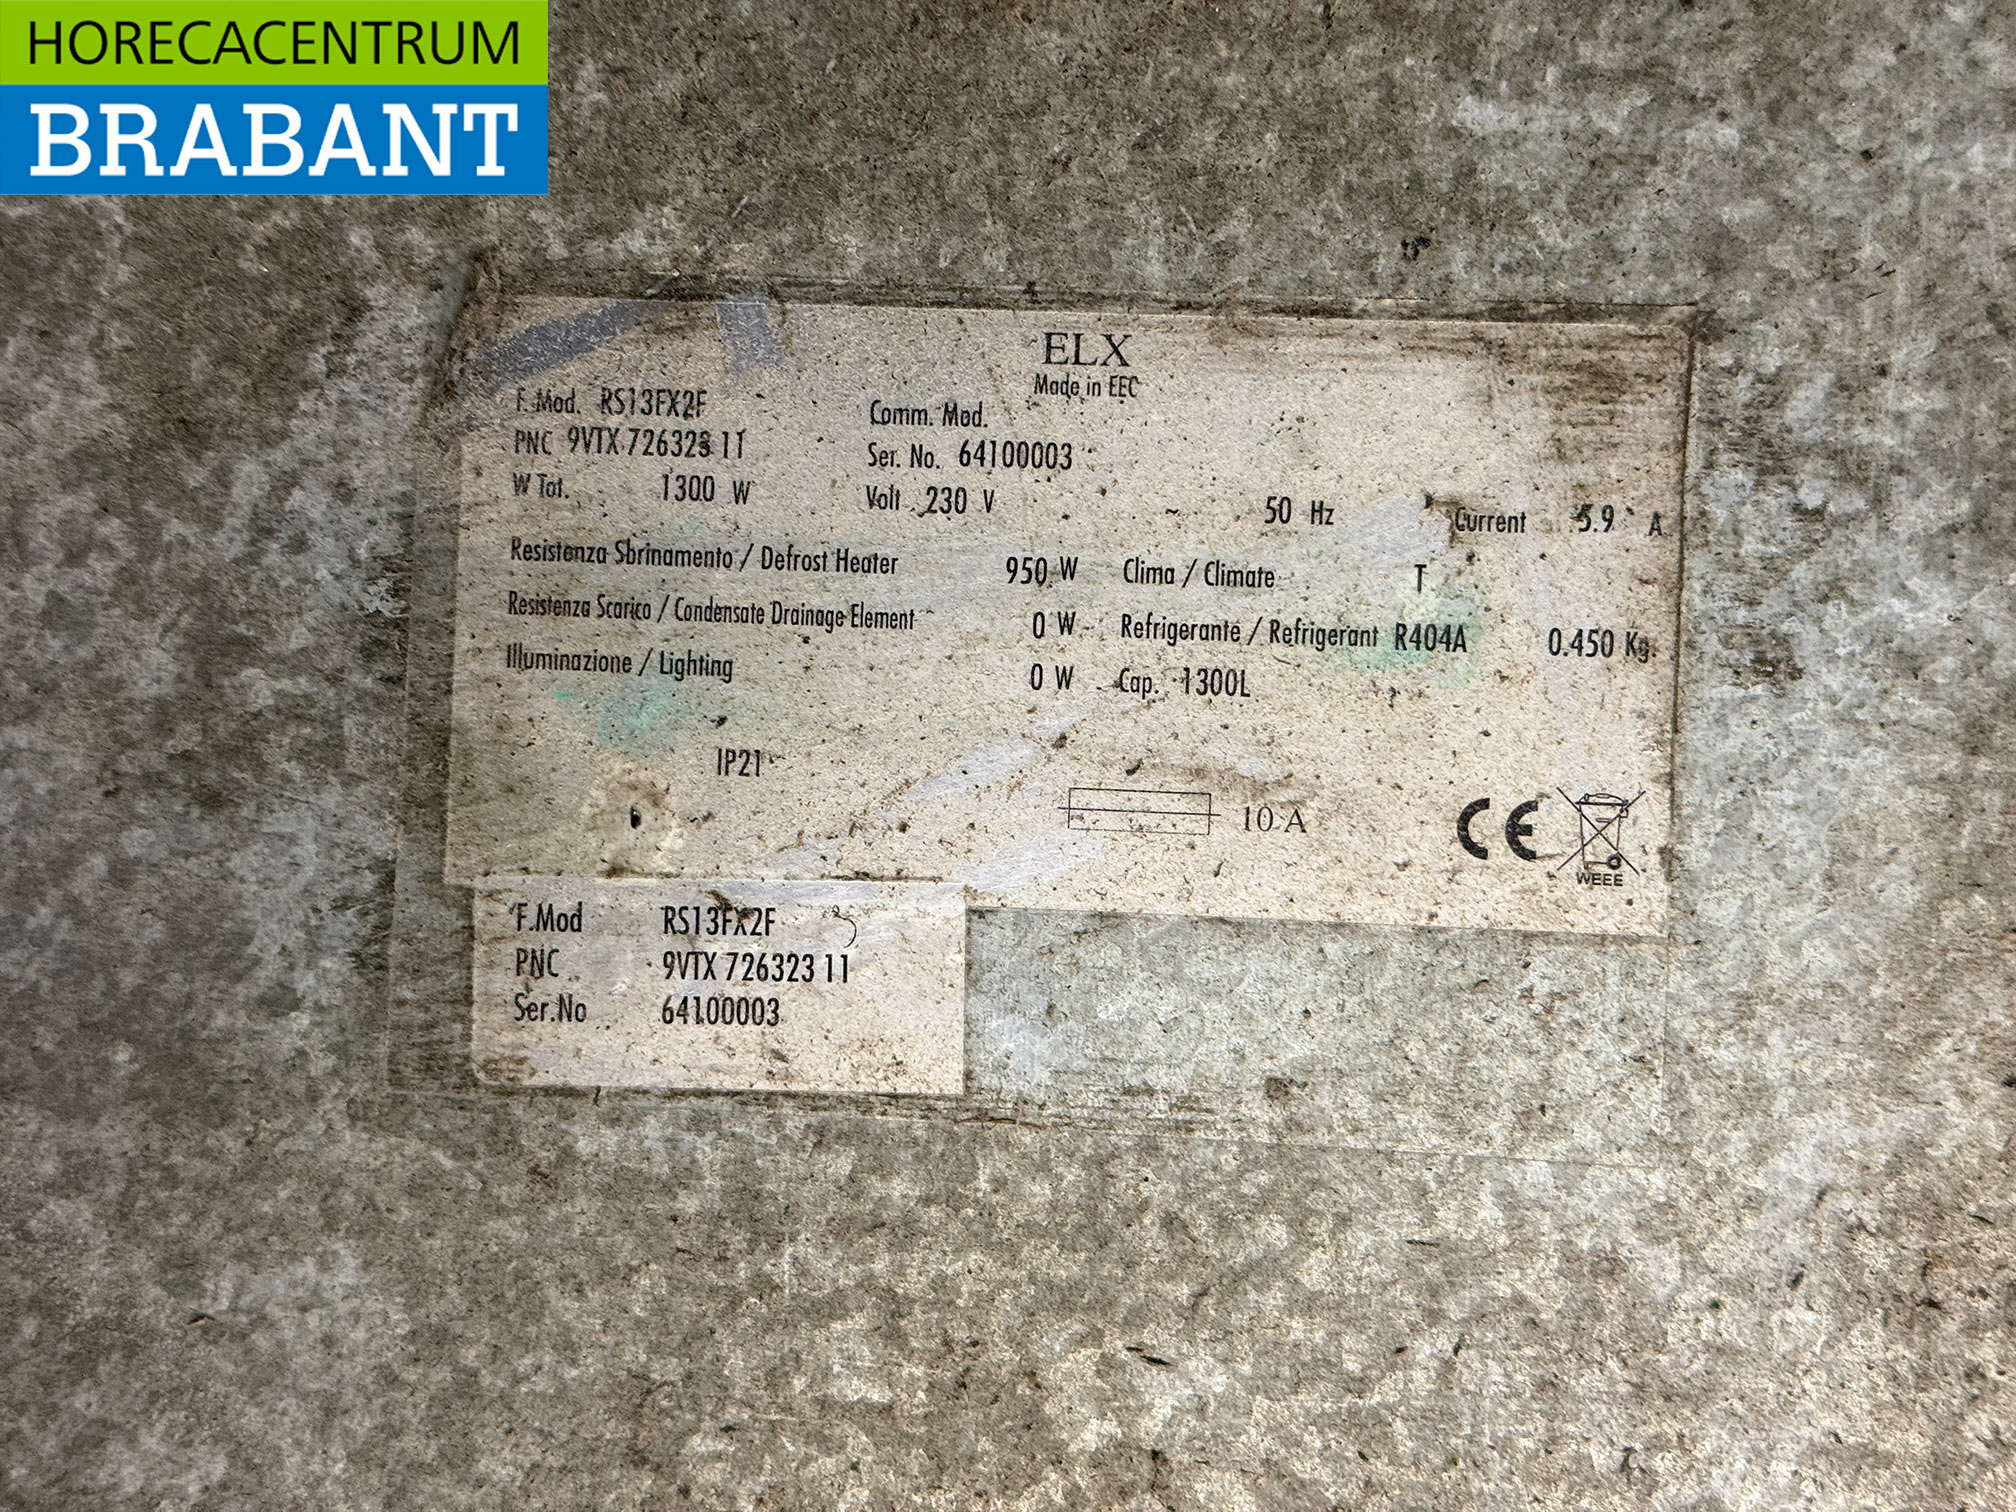 HORECACENTRUM
BRABANT
ELX
Made in EEC
F. Mod. RS13FX2F Comm. Mod.
PNC 9VTX 726323 11 Ser. No. 64100003
W Tot. 1300 W Volt 230 V ~ 50 Hz Current 5.9 A
Resistenza Sbrinamento / Defrost Heater 950 W Clima / Climate T
Resistenza Scarico / Condensate Drainage Element 0 W Refrigerante / Refrigerant R404A 0.450 Kg.
Illuminazione / Lighting 0 W Cap. 1300L
IP21
10 A CE
WEEE
F.Mod RS13FX2F
PNC 9VTX 726323 11
Ser.No 64100003